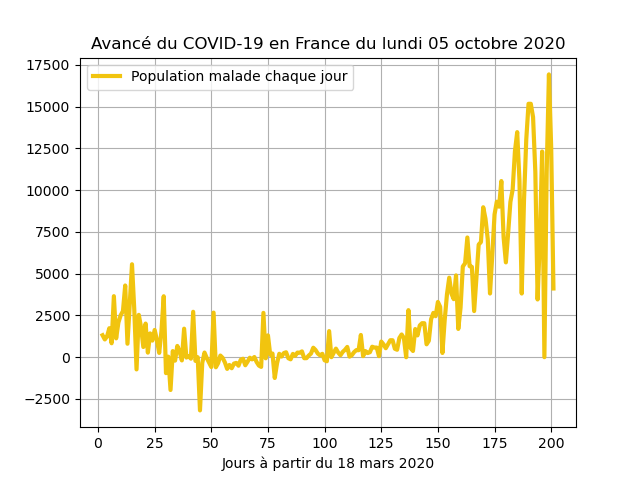 Avancé du COVID-19 en France du lundi 05 octobre 2020
Population malade chaque jour
17500
15000
12500
10000
7500
5000
2500
0
−2500
0 25 50 75 100 125 150 175 200
Jours à partir du 18 mars 2020